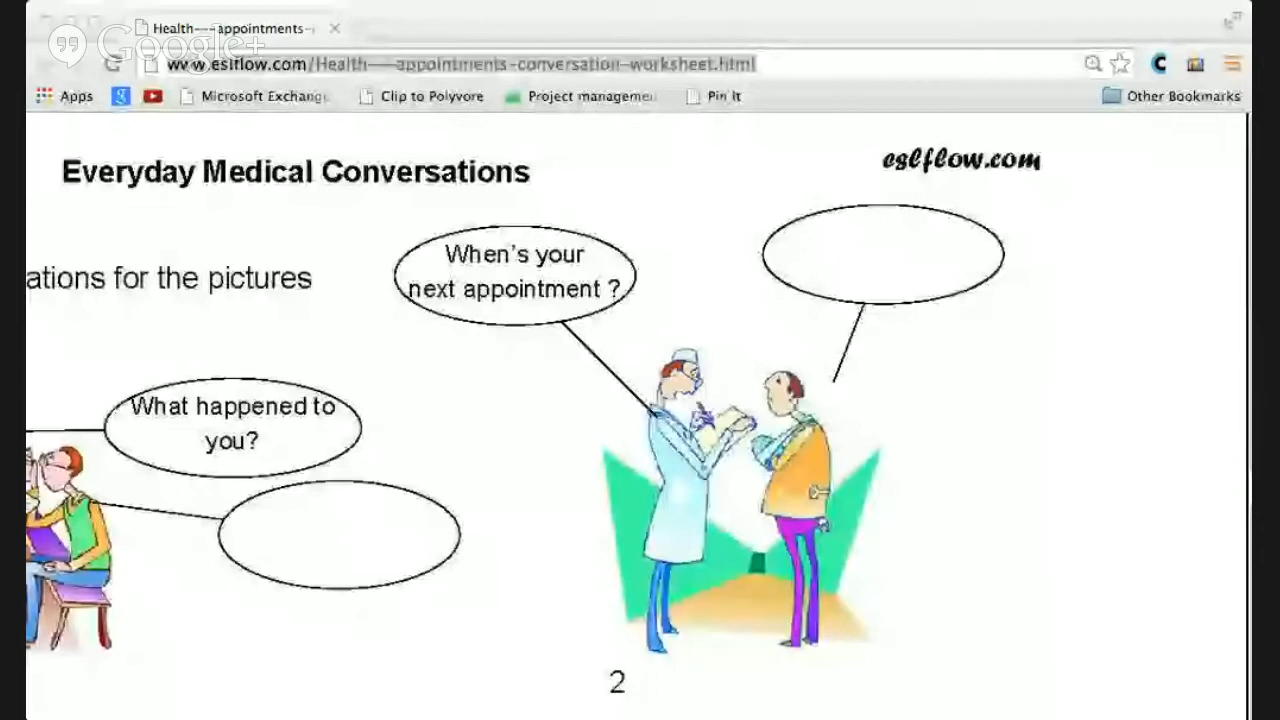 Health---appointments-
Google+
www.eslflow.com/Health---appointments-conversation-worksheet.html
Apps
Microsoft Exchang
Clip to Polyvore
Project managemen
Pin It
Other Bookmarks
Everyday Medical Conversations
eslflow.com
ations for the pictures
When's your
next appointment ?
What happened to
you?
2